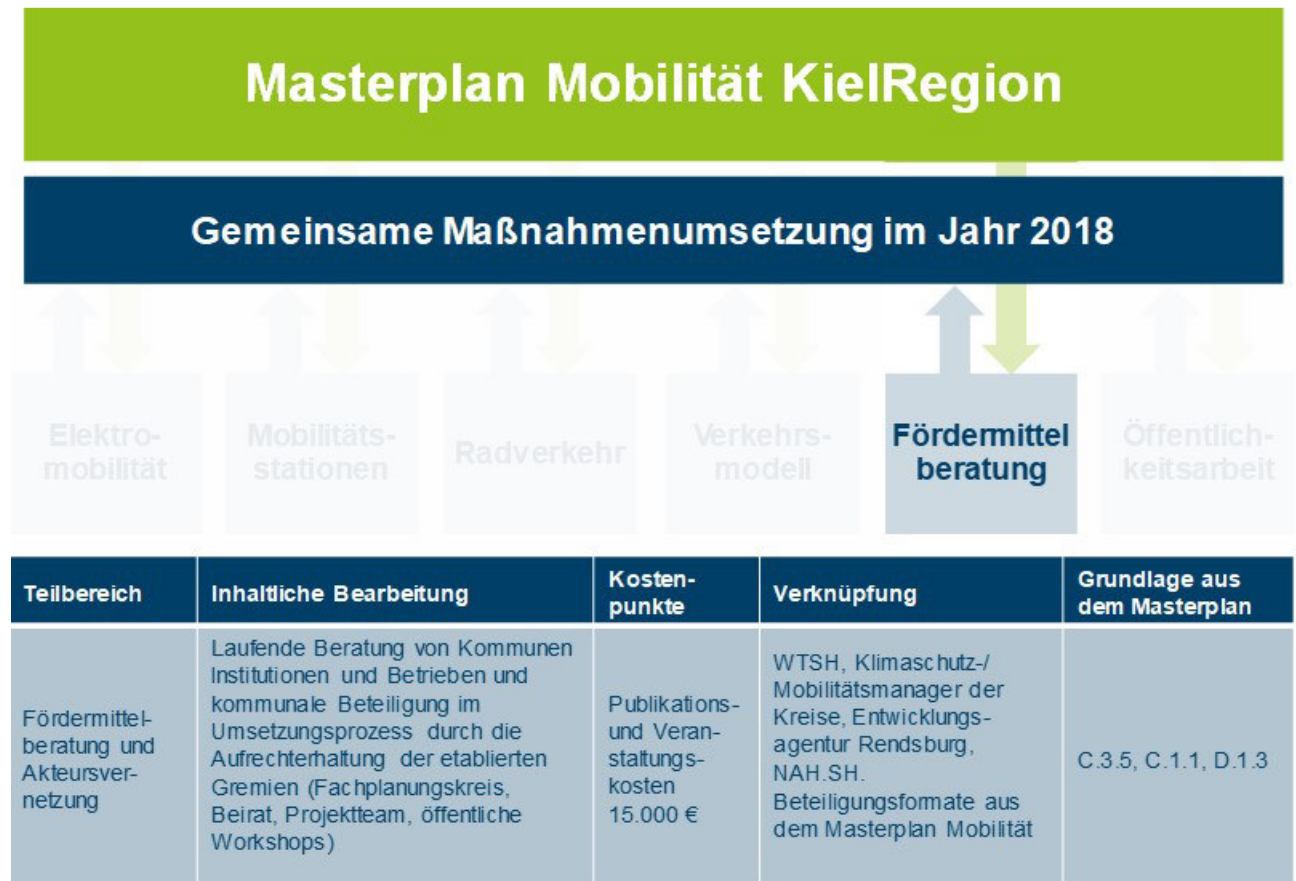 Masterplan Mobilität KielRegion
Gemeinsame Maßnahmenumsetzung im Jahr 2018
Elektro-
mobilität
Mobilitäts-
stationen
Radverkehr
Verkehrs-
modell
Fördermittel
beratung
Öffentlich-
keitsarbeit
Teilbereich
Inhaltliche Bearbeitung
Kosten-
punkte
Verknüpfung
Grundlage aus
dem Masterplan
Fördermittel-
beratung und
Akteursver-
netzung
Laufende Beratung von Kommunen
Institutionen und Betrieben und
kommunale Beteiligung im
Umsetzungsprozess durch die
Aufrechterhaltung der etablierten
Gremien (Fachplanungskreis,
Beirat, Projektteam, öffentliche
Workshops)
Publikations-
und Veran-
staltungs-
kosten
15.000 €
WTSH, Klimaschutz-/
Mobilitätsmanager der
Kreise, Entwicklungs-
agentur Rendsburg,
NAH.SH.
Beteiligungsformate aus
dem Masterplan Mobilität
C.3.5, C.1.1, D.1.3